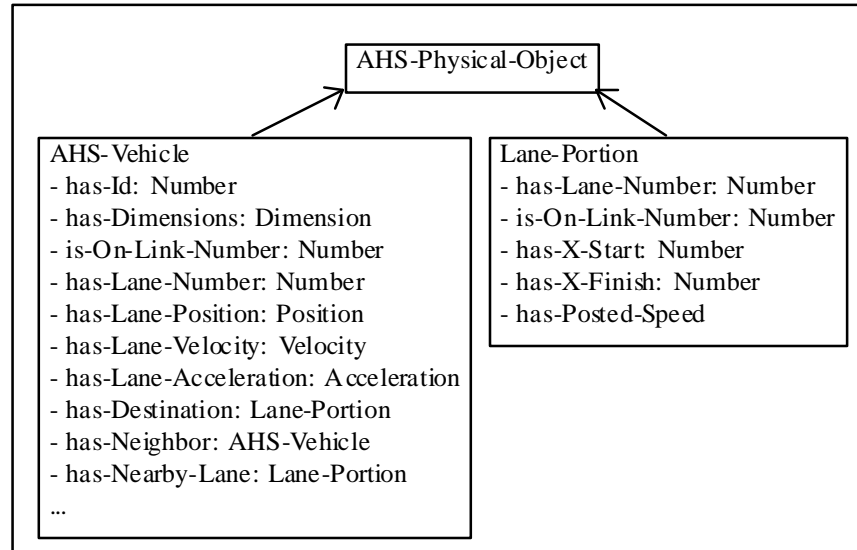 AHS-Physical-Object
AHS-Vehicle
- has-Id: Number
- has-Dimensions: Dimension
- is-On-Link-Number: Number
- has-Lane-Number: Number
- has-Lane-Position: Position
- has-Lane-Velocity: Velocity
- has-Lane-Acceleration: Acceleration
- has-Destination: Lane-Portion
- has-Neighbor: AHS-Vehicle
- has-Nearby-Lane: Lane-Portion
...
Lane-Portion
- has-Lane-Number: Number
- is-On-Link-Number: Number
- has-X-Start: Number
- has-X-Finish: Number
- has-Posted-Speed